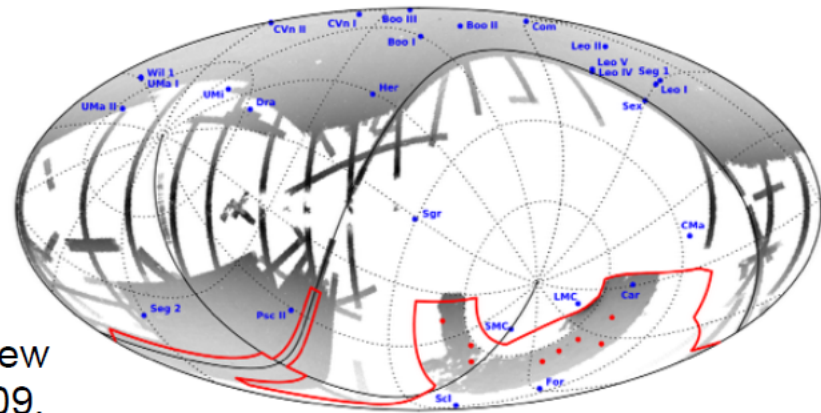 CVn II
CVn I
Boo III
Boo I
Boo II
Com
Leo II
Leo V
Leo IV
Seg 1
Leo I
Sex
Wil 1
UMa I
UMa II
UMi
Dra
Her
Sgr
CMa
Seg 2
Psc II
SMC
LMC
Car
Scl
For
ew
09.